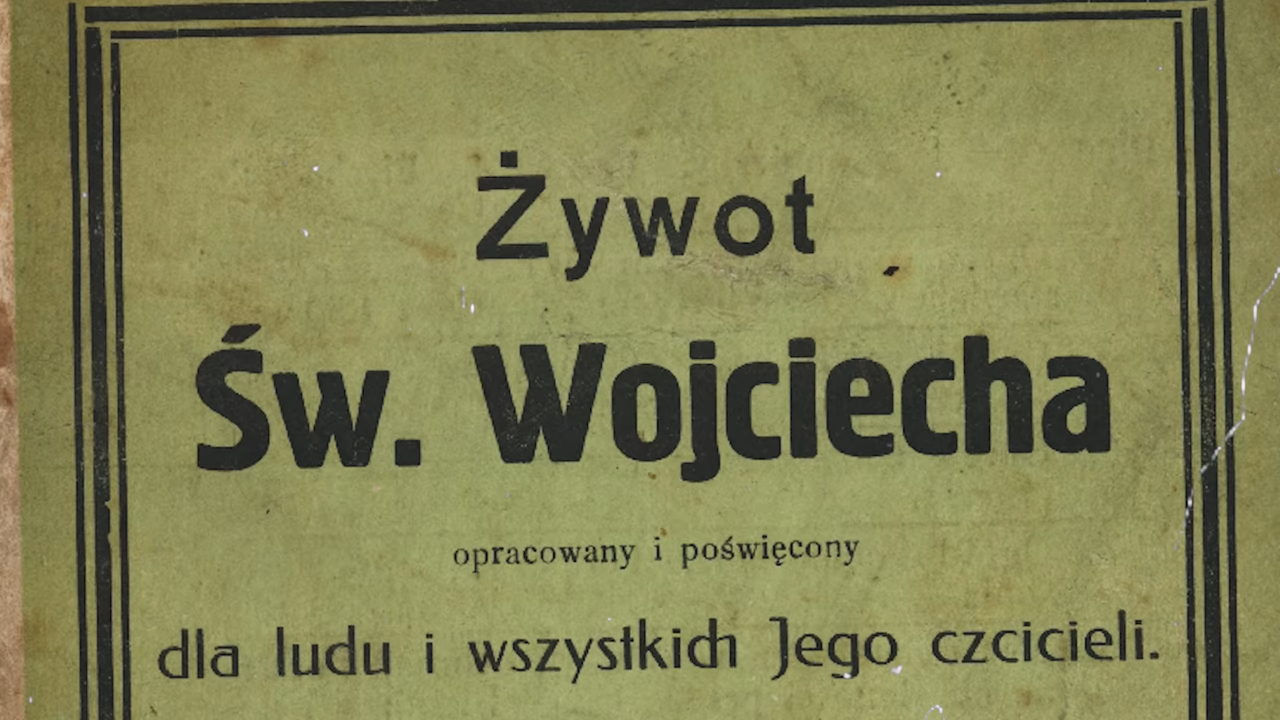 Żywot
Św. Wojciecha
opracowany i poświęcony
dla ludu i wszystkich Jego czcicieli.